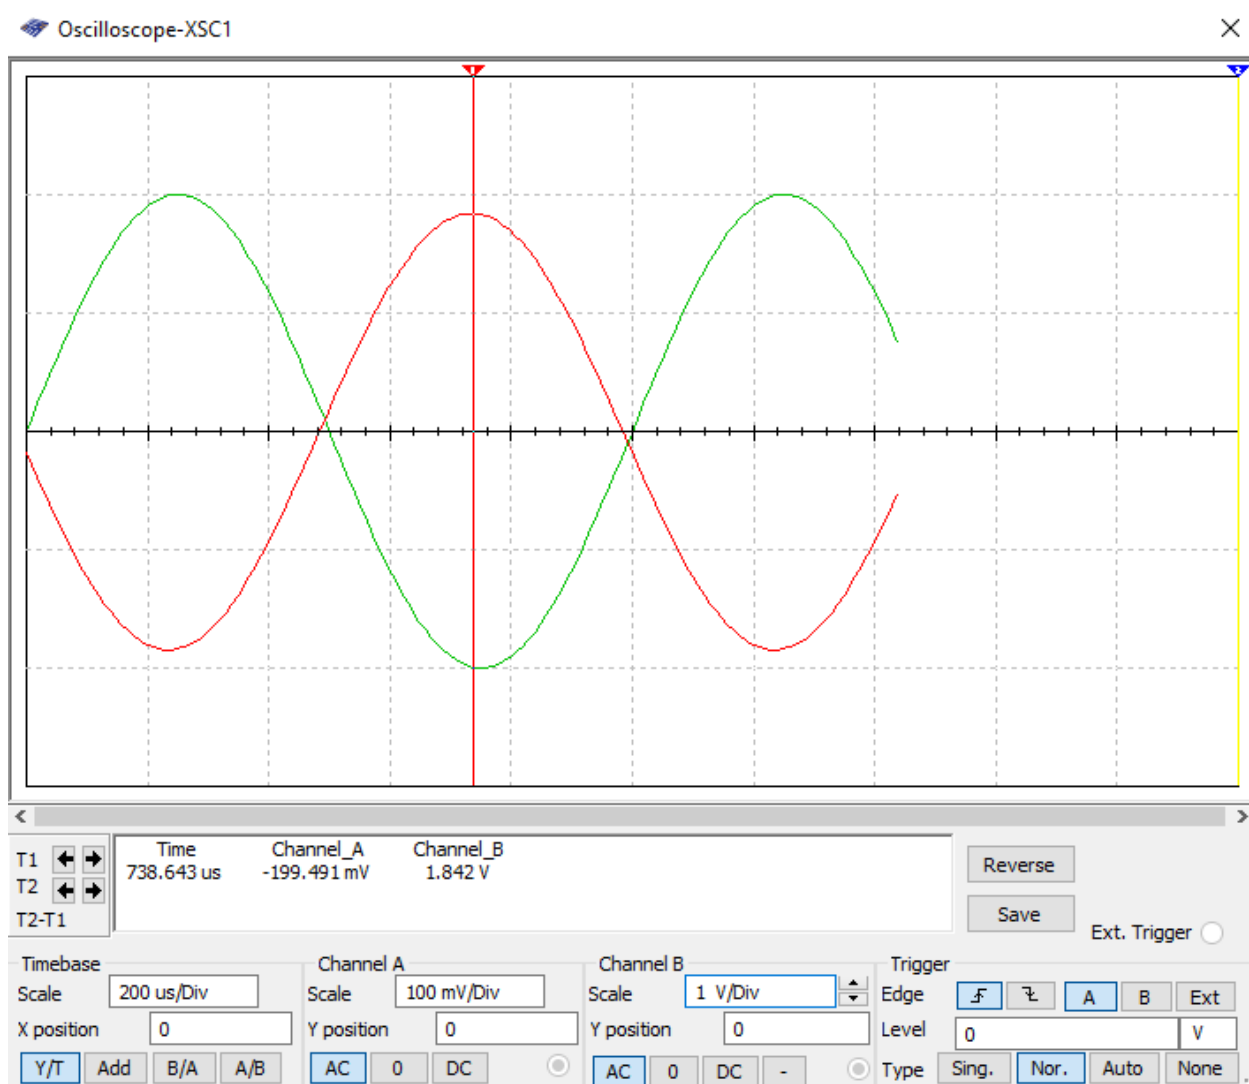 Oscilloscope-XSC1
1 2
Time Channel_A Channel_B
T1 738.643 us -199.491 mV 1.842 V
T2
T2-T1
Reverse
Save
Ext. Trigger
Timebase Channel A Channel B Trigger
Scale 200 us/Div Scale 100 mV/Div Scale 1 V/Div Edge A B Ext
X position 0 Y position 0 Y position 0 Level 0 V
Y/T Add B/A A/B AC 0 DC AC 0 DC - Type Sing. Nor. Auto None